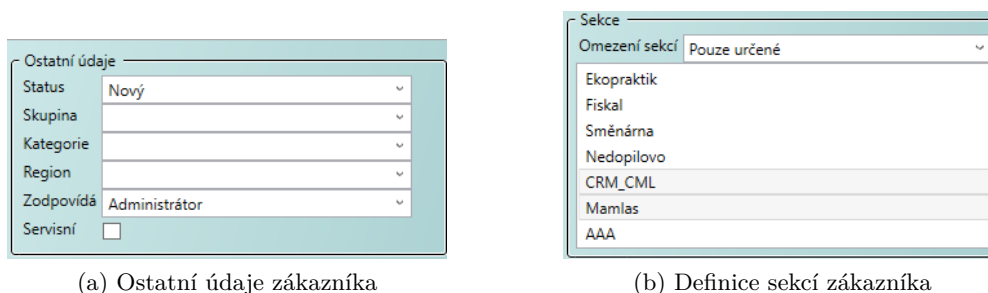 Ostatní údaje
Status Nový
Skupina
Kategorie
Region
Zodpovídá Administrátor
Servisní
(a) Ostatní údaje zákazníka
Sekce
Omezení sekcí Pouze určené
Ekopraktik
Fiskal
Směnárna
Nedopilovo
CRM_CML
Mamlas
AAA
(b) Definice sekcí zákazníka